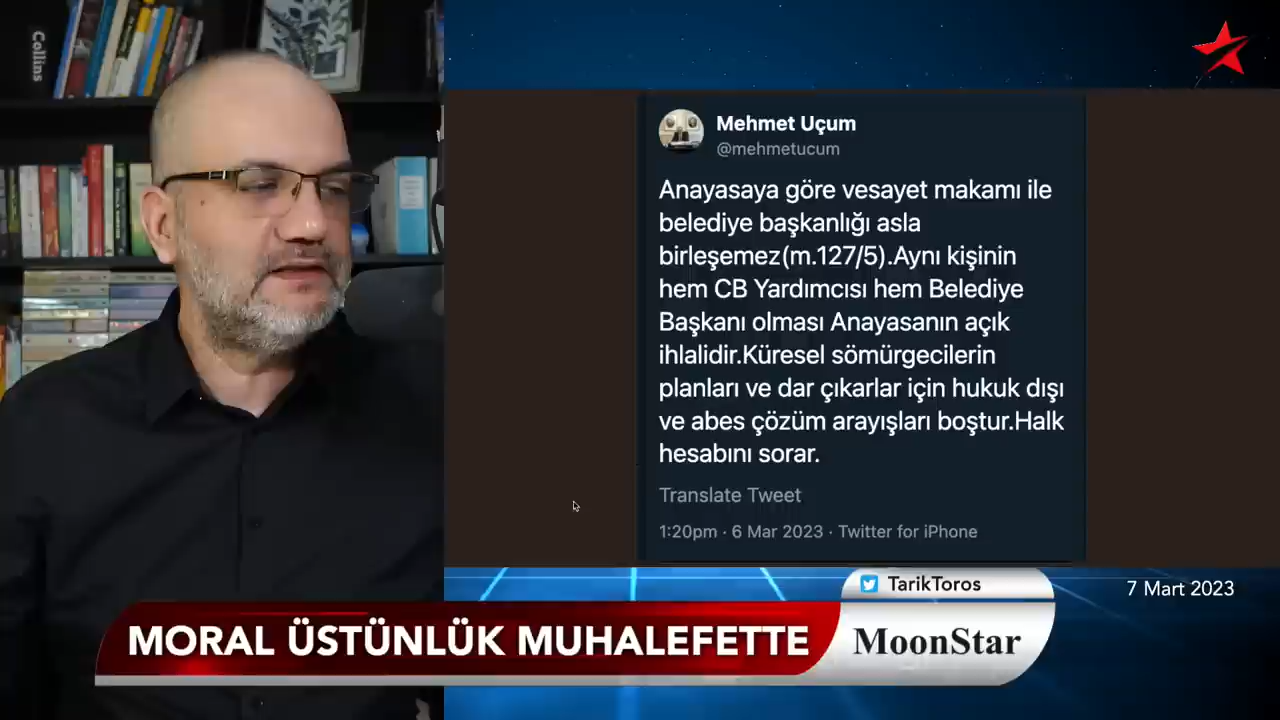 Collins
Mehmet Uçum
@mehmetucum
Anayasaya göre vesayet makamı ile
belediye başkanlığı asla
birleşemez(m.127/5).Aynı kişinin
hem CB Yardımcısı hem Belediye
Başkanı olması Anayasanın açık
ihlalidir.Küresel sömürgecilerin
planları ve dar çıkarlar için hukuk dışı
ve abes çözüm arayışları boştur.Halk
hesabını sorar.
Translate Tweet
1:20pm · 6 Mar 2023 · Twitter for iPhone
TarikToros
7 Mart 2023
MORAL ÜSTÜNLÜK MUHALEFETTE
MoonStar